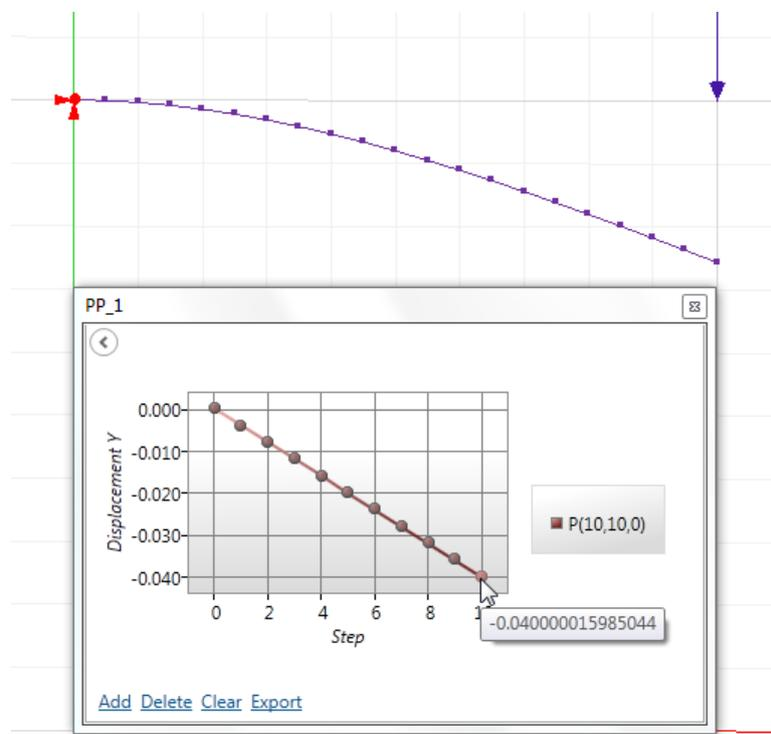 PP_1
0.000
-0.010
-0.020
-0.030
-0.040
Displacement Y
0 2 4 6 8
Step
P(10,10,0)
-0.040000015985044
Add Delete Clear Export